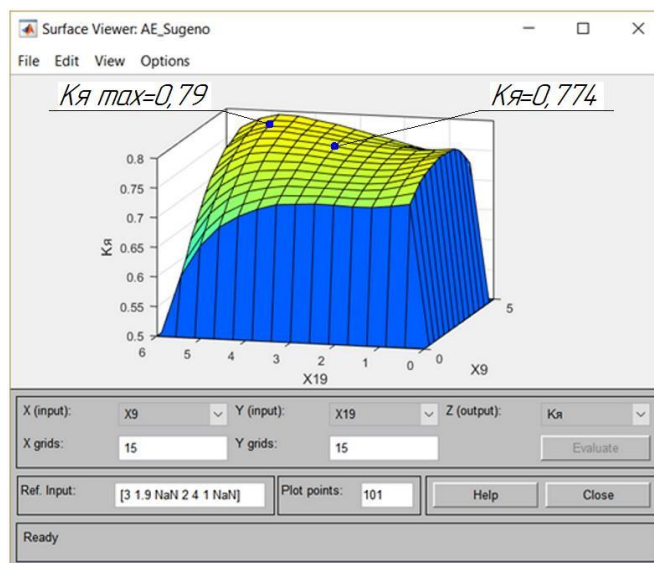 Surface Viewer: AE_Sugeno
File Edit View Options
Кя max=0,79
Кя=0,774
0.8
0.75
0.7
0.65
0.6
0.55
0.5
Кя
6 5 4 3 2 1 0
X19
0 5
X9
X (input): X9 Y (input): X19 Z (output): Кя
X grids: 15 Y grids: 15 Evaluate
Ref. Input: [3 1.9 NaN 2 4 1 NaN] Plot points: 101 Help Close
Ready